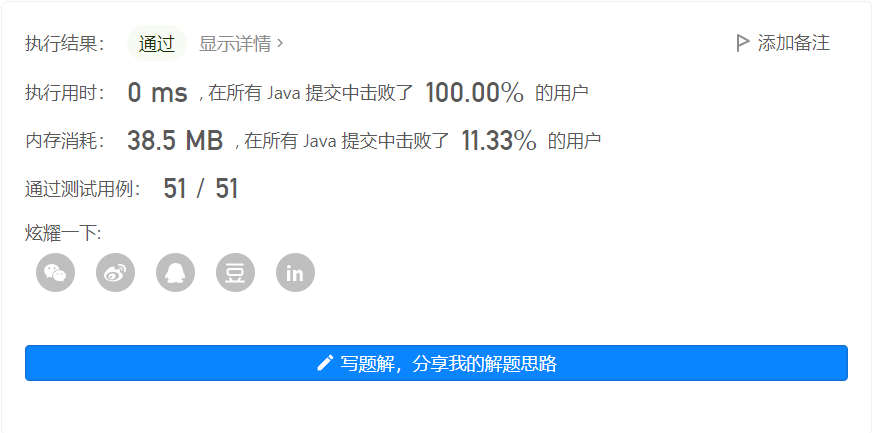 执行结果： 通过 显示详情 › 添加备注
执行用时： 0 ms , 在所有 Java 提交中击败了 100.00% 的用户
内存消耗： 38.5 MB , 在所有 Java 提交中击败了 11.33% 的用户
通过测试用例： 51 / 51
炫耀一下:
豆 in
写题解，分享我的解题思路